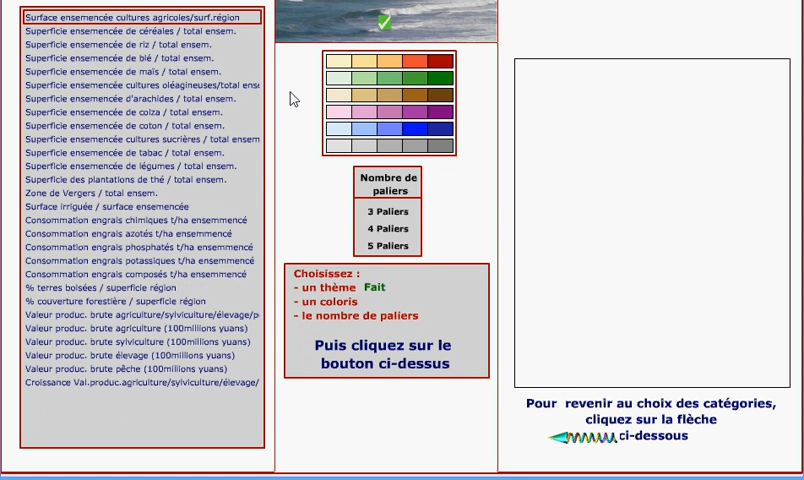 Surface ensemencée cultures agricoles/surf.région
Superficie ensemencée de céréales / total ensem.
Superficie ensemencée de riz / total ensem.
Superficie ensemencée de blé / total ensem.
Superficie ensemencée de maïs / total ensem.
Superficie ensemencée cultures oléagineuses/total ense
Superficie ensemencée d'arachides / total ensem.
Superficie ensemencée de colza / total ensem.
Superficie ensemencée de coton / total ensem.
Superficie ensemencée cultures sucrières / total ensem
Superficie ensemencée de tabac / total ensem.
Superficie ensemencée de légumes / total ensem.
Superficie des plantations de thé / total ensem.
Zone de Vergers / total ensem.
Surface irriguée / surface ensemencée
Consommation engrais chimiques t/ha ensemmencé
Consommation engrais azotés t/ha ensemmencé
Consommation engrais phosphatés t/ha ensemmencé
Consommation engrais potassiques t/ha ensemmencé
Consommation engrais composés t/ha ensemmencé
% terres boisées / superficie région
% couverture forestière / superficie région
Valeur produc. brute agriculture/sylviculture/élevage/p
Valeur produc. brute agriculture (100millions yuans)
Valeur produc. brute sylviculture (100millions yuans)
Valeur produc. brute élevage (100millions yuans)
Valeur produc. brute pêche (100millions yuans)
Croissance Val.produc.agriculture/sylviculture/élevage/
Nombre de
paliers
3 Paliers
4 Paliers
5 Paliers
Choisissez :
- un thème Fait
- un coloris
- le nombre de paliers
Puis cliquez sur le
bouton ci-dessus
Pour revenir au choix des catégories,
cliquez sur la flèche
ci-dessous